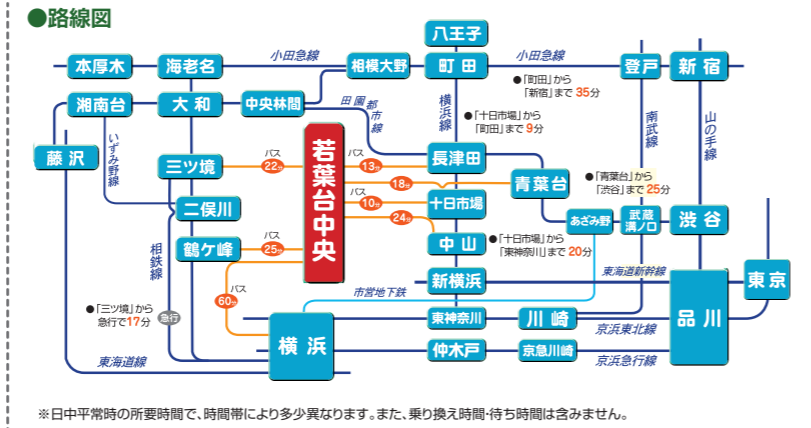 ●路線図
八王子
小田急線
小田急線
本厚木
海老名
相模大野
町田
登戸
新宿
●「町田」から
「新宿」まで35分
湘南台
大和
中央林間
田園都市線
横浜線
●「十日市場」から
「町田」まで9分
南武線
山の手線
いずみ野線
藤沢
三ツ境
バス
22分
若葉台中央
バス
13分
長津田
18分
青葉台
●「青葉台」から
「渋谷」まで25分
二俣川
バス
10分
十日市場
24分
あざみ野
武蔵溝ノ口
渋谷
相鉄線
鶴ケ峰
バス
25分
中山
●「十日市場」から
「東神奈川」まで20分
バス
60分
新横浜
東海道新幹線
東京
市営地下鉄
●「三ツ境」から
急行で17分
急行
横浜
東神奈川
川崎
京浜東北線
品川
東海道線
仲木戸
京急川崎
京浜急行線
※日中平常時の所要時間で、時間帯により多少異なります。また、乗り換え時間・待ち時間は含みません。